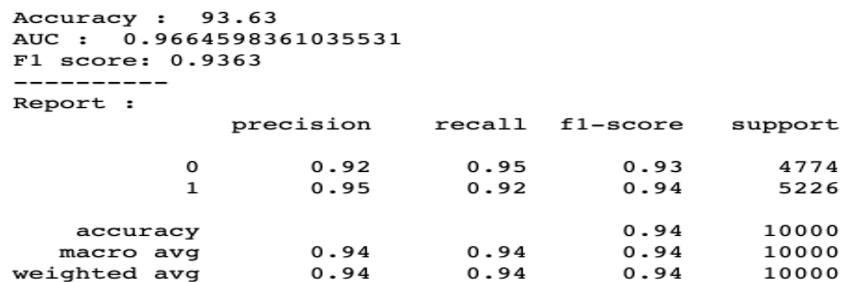 Accuracy : 93.63
AUC : 0.9664598361035531
F1 score: 0.9363
----------
Report :
precision recall f1-score support
0 0.92 0.95 0.93 4774
1 0.95 0.92 0.94 5226
accuracy 0.94 10000
macro avg 0.94 0.94 0.94 10000
weighted avg 0.94 0.94 0.94 10000